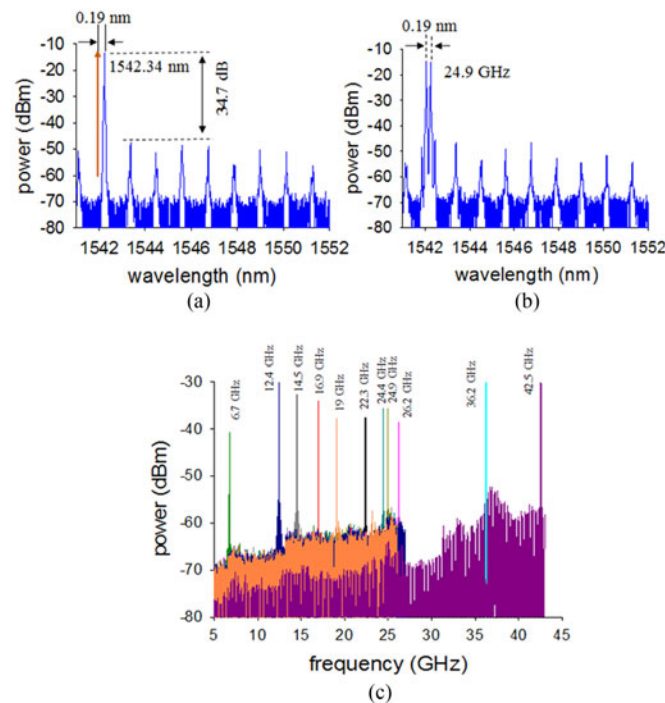 0.19 nm
-10
-20
-30
-40
-50
-60
-70
-80
power (dBm)
1542.34 nm
34.7 dB
1542 1544 1546 1548 1550 1552
wavelength (nm)
(a)
0.19 nm
-10
-20
-30
-40
-50
-60
-70
-80
power (dBm)
24.9 GHz
1542 1544 1546 1548 1550 1552
wavelength (nm)
(b)
-30
-40
-50
-60
-70
-80
power (dBm)
6.7 GHz
12.4 GHz
14.5 GHz
16.9 GHz
19 GHz
22.3 GHz
24.4 GHz
24.9 GHz
26.2 GHz
36.2 GHz
42.5 GHz
5 10 15 20 25 30 35 40 45
frequency (GHz)
(c)